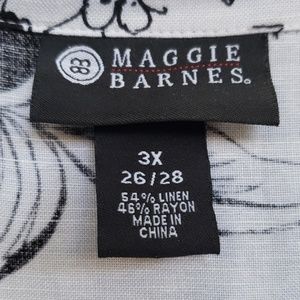 MAGGIE
BARNES®
3X
26/28
54% LINEN
46% RAYON
MADE IN
CHINA